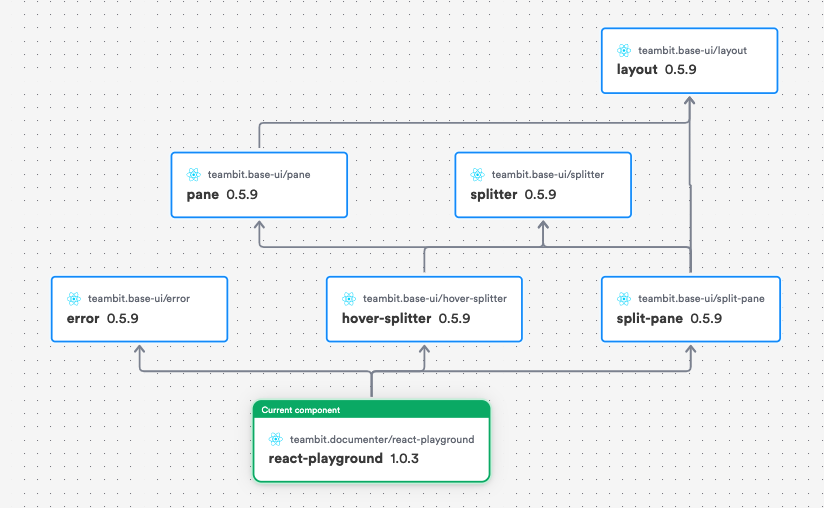 teambit.base-ui/layout
layout 0.5.9
teambit.base-ui/pane
pane 0.5.9
teambit.base-ui/splitter
splitter 0.5.9
teambit.base-ui/error
error 0.5.9
teambit.base-ui/hover-splitter
hover-splitter 0.5.9
teambit.base-ui/split-pane
split-pane 0.5.9
Current component
teambit.documenter/react-playground
react-playground 1.0.3